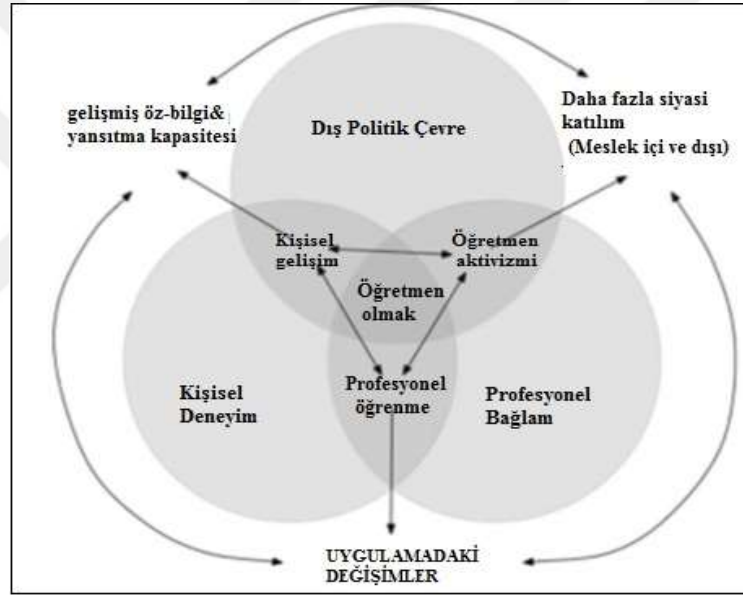 gelişmiş öz-bilgi&
yansıtma kapasitesi
Daha fazla siyasi
katılım
(Meslek içi ve dışı)
Dış Politik Çevre
Kişisel
gelişim
Öğretmen
aktivizmi
Öğretmen
olmak
Kişisel
Deneyim
Profesyonel
öğrenme
Profesyonel
Bağlam
UYGULAMADAKİ
DEĞİŞİMLER